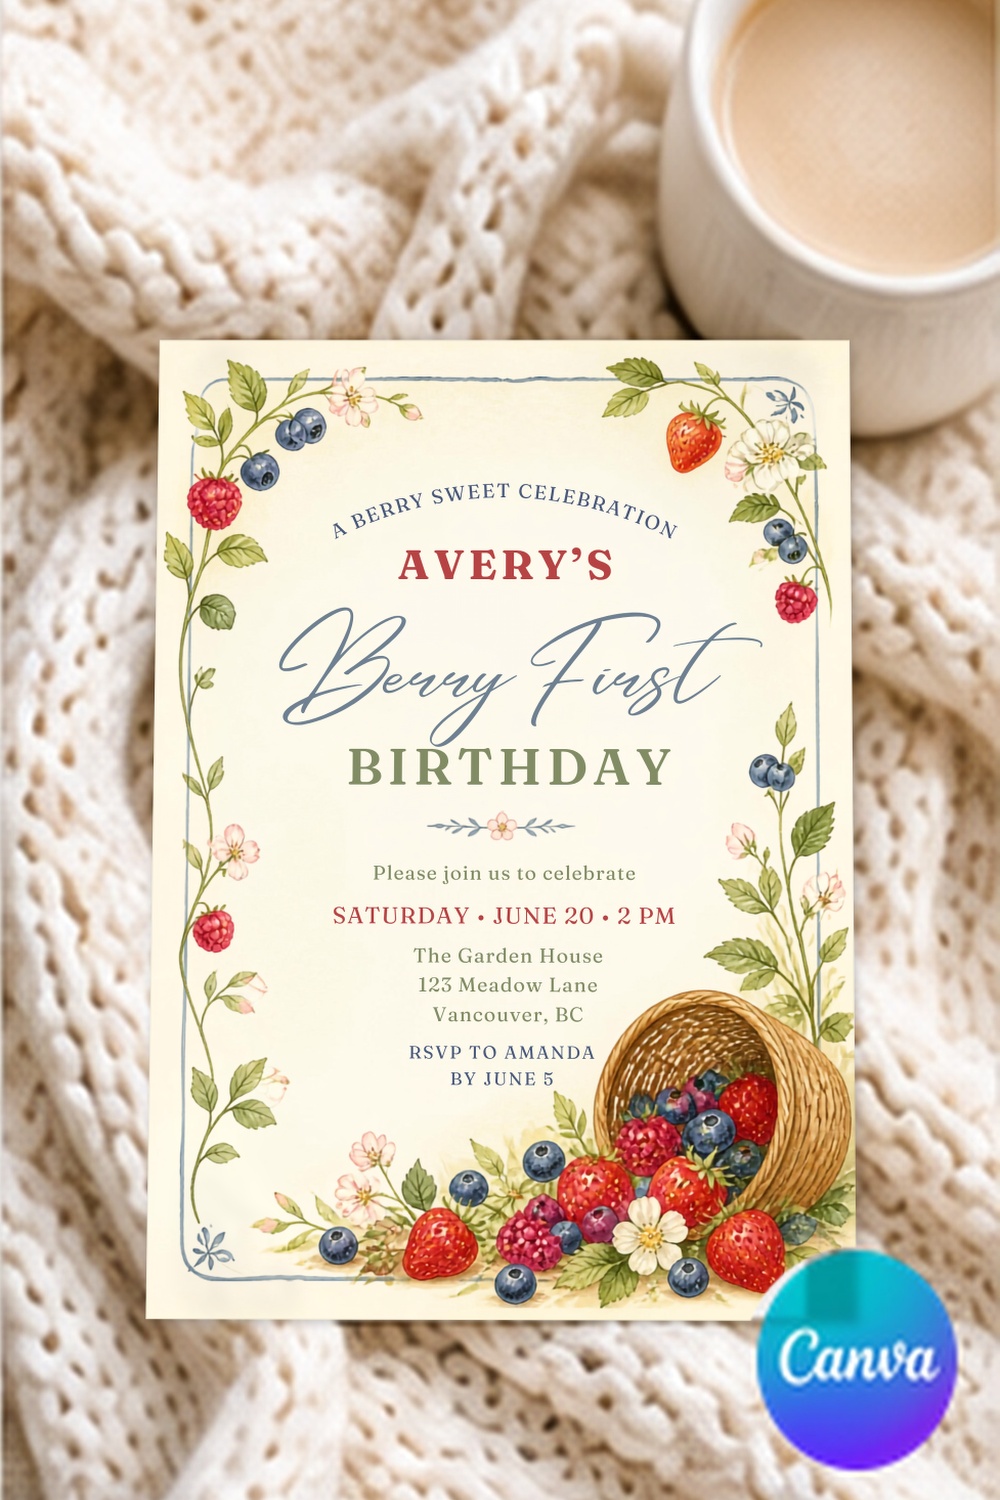 A BERRY SWEET CELEBRATION
AVERY’S
Berry First
BIRTHDAY
Please join us to celebrate
SATURDAY • JUNE 20 • 2 PM
The Garden House
123 Meadow Lane
Vancouver, BC
RSVP TO AMANDA
BY JUNE 5
Canva